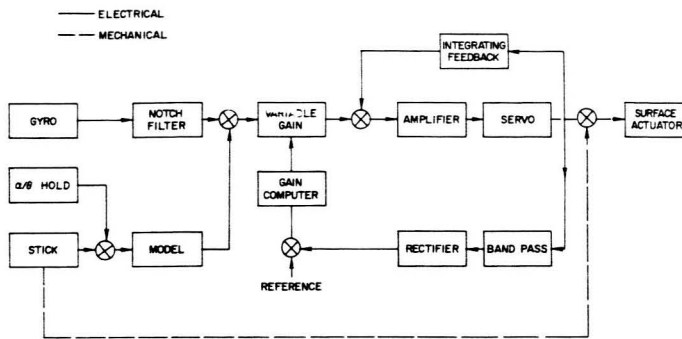 ELECTRICAL
MECHANICAL
INTEGRATING
FEEDBACK
GYRO
NOTCH
FILTER
VARIABLE
GAIN
AMPLIFIER
SERVO
SURFACE
ACTUATOR
α/θ HOLD
GAIN
COMPUTER
STICK
MODEL
RECTIFIER
BAND PASS
REFERENCE